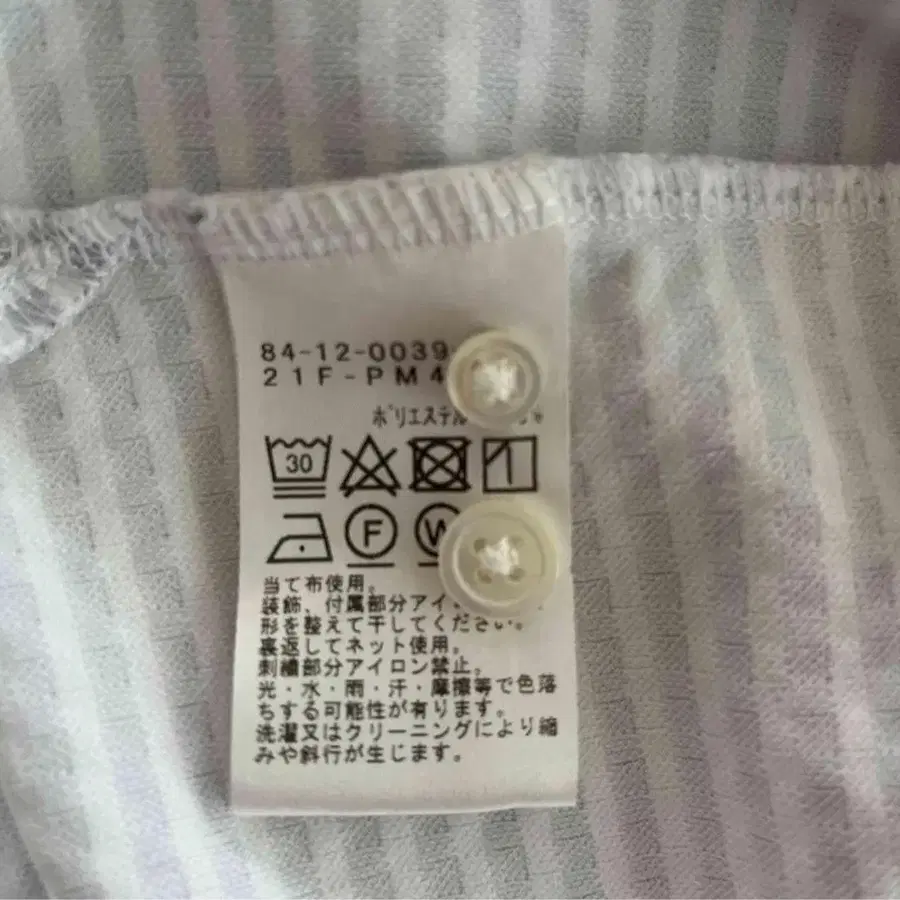 84-12-0039
21F-PM4
ポリエステル
30
F
W
当て布使用。
装飾、付属部分アイ
形を整えて干してください。
裏返してネット使用。
刺繍部分アイロン禁止。
光・水・雨・汗・摩擦等で色落
ちする可能性が有ります。
洗濯又はクリーニングにより縮
みや斜行が生じます。